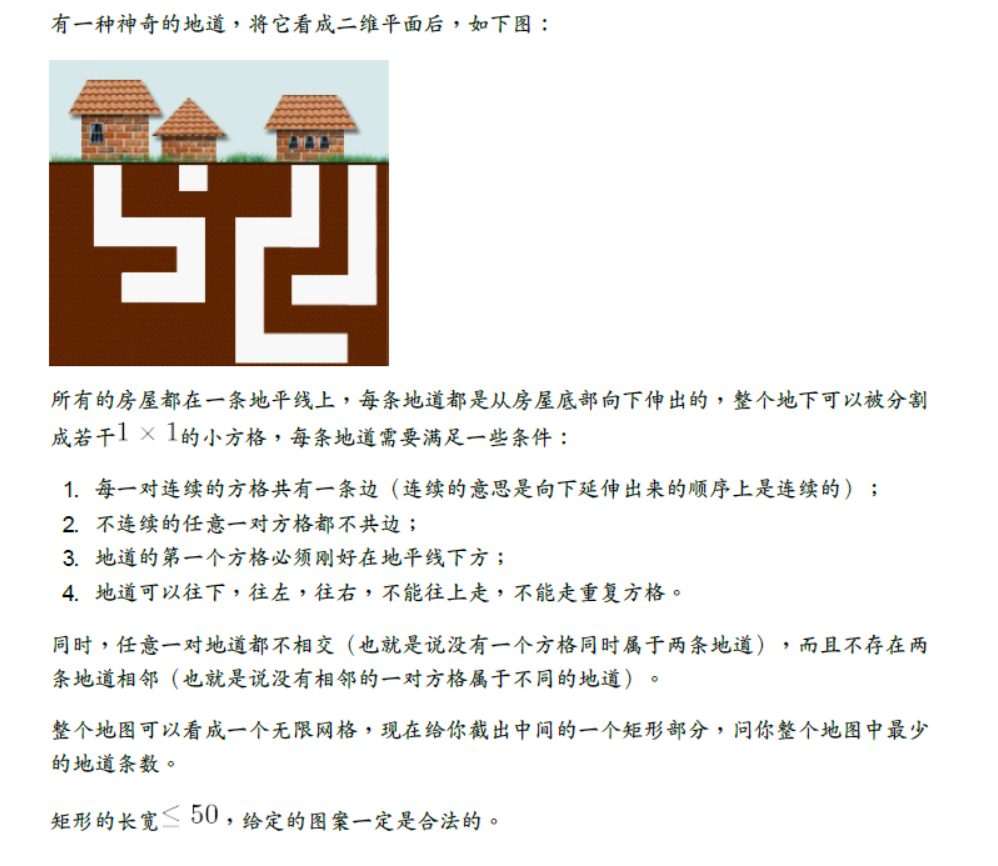 有一种神奇的地道，将它看成二维平面后，如下图：
所有的房屋都在一条地平线上，每条地道都是从房屋底部向下伸出的，整个地下可以被分割
成若干1 × 1的小方格，每条地道需要满足一些条件：
1. 每一对连续的方格共有一条边（连续的意思是向下延伸出来的顺序上是连续的）；
2. 不连续的任意一对方格都不共边；
3. 地道的第一个方格必须刚好在地平线下方；
4. 地道可以往下，往左，往右，不能往上走，不能走重复方格。
同时，任意一对地道都不相交（也就是说没有一个方格同时属于两条地道），而且不存在两
条地道相邻（也就是说没有相邻的一对方格属于不同的地道）。
整个地图可以看成一个无限网格，现在给你截出中间的一个矩形部分，问你整个地图中最少
的地道条数。
矩形的长宽≤ 50，给定的图案一定是合法的。